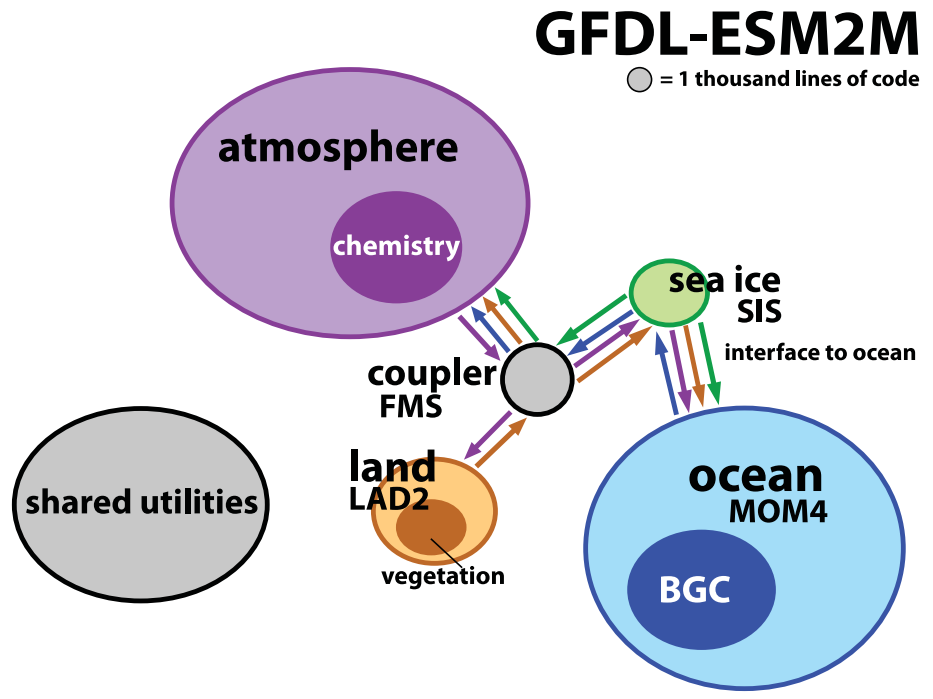 GFDL-ESM2M
= 1 thousand lines of code
atmosphere
chemistry
sea ice
SIS
interface to ocean
coupler
FMS
land
LAD2
vegetation
shared utilities
ocean
MOM4
BGC